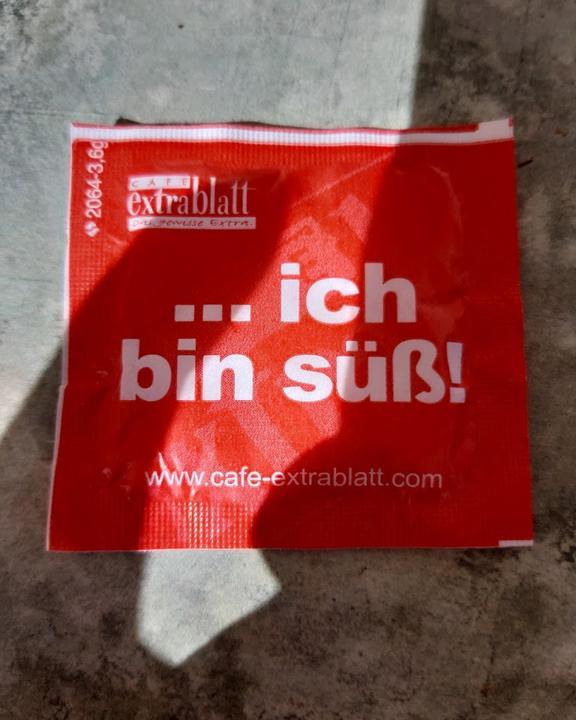 2064-3,6g
CAFE
extrablatt
Das gewisse Extra.
... ich
bin süß!
www.cafe-extrablatt.com